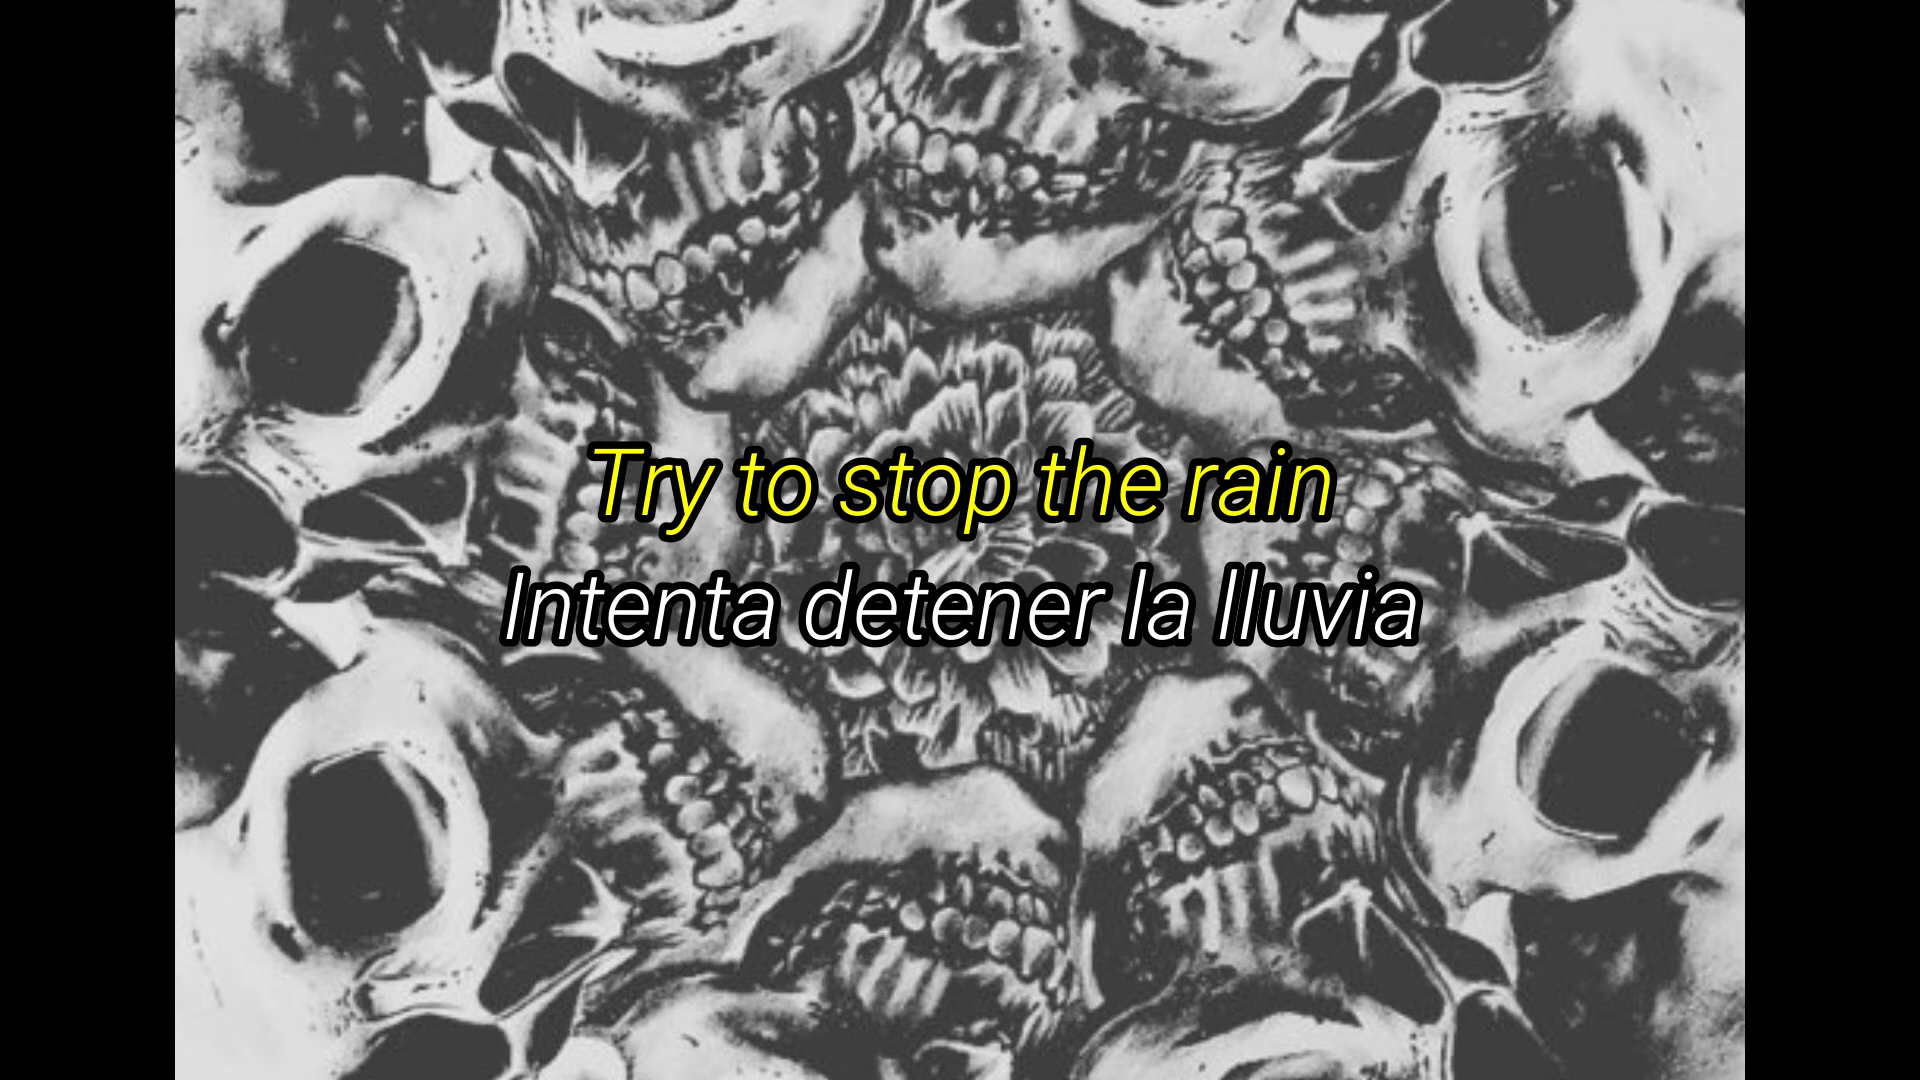 Try to stop the rain
Intenta detener la lluvia